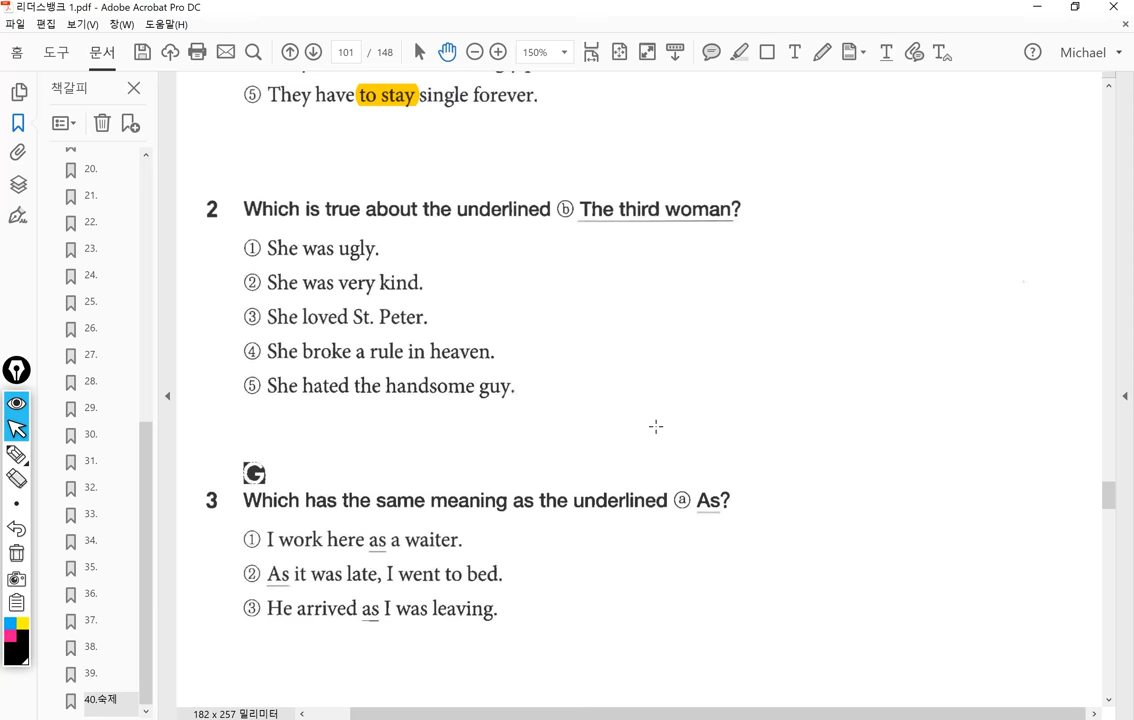 리더스뱅크 1.pdf - Adobe Acrobat Pro DC
파일 편집 보기(V) 창(W) 도움말(H)
홈 도구 문서 101 / 148 150% Michael
책갈피
20.
21.
22.
23.
24.
25.
26.
27.
28.
29.
30.
31.
32.
33.
34.
35.
36.
37.
38.
39.
40.숙제
⑤ They have to stay single forever.
2 Which is true about the underlined ⓑ The third woman?
① She was ugly.
② She was very kind.
③ She loved St. Peter.
④ She broke a rule in heaven.
⑤ She hated the handsome guy.
G
3 Which has the same meaning as the underlined ⓐ As?
① I work here as a waiter.
② As it was late, I went to bed.
③ He arrived as I was leaving.
182 x 257 밀리미터